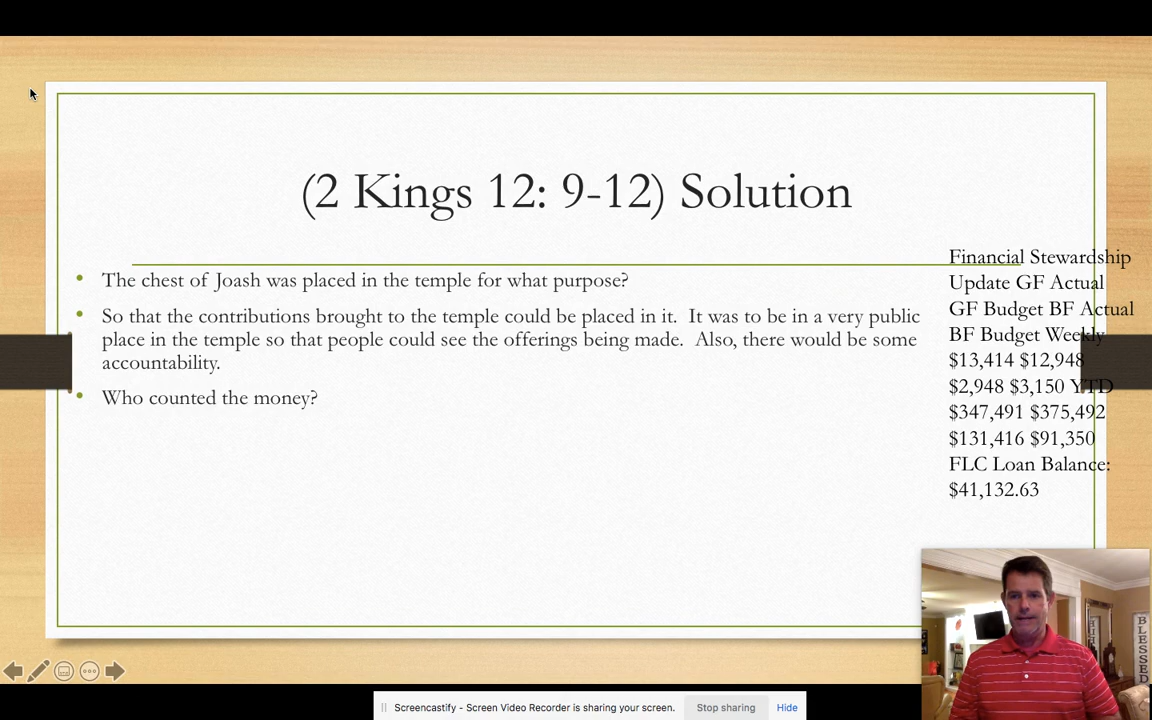 (2 Kings 12: 9-12) Solution
The chest of Joash was placed in the temple for what purpose?
So that the contributions brought to the temple could be placed in it. It was to be in a very public
place in the temple so that people could see the offerings being made. Also, there would be some
accountability.
Who counted the money?
Financial Stewardship
Update GF Actual
GF Budget BF Actual
BF Budget Weekly
$13,414 $12,948
$2,948 $3,150 YTD
$347,491 $375,492
$131,416 $91,350
FLC Loan Balance:
$41,132.63
BLESSED
Screencastify - Screen Video Recorder is sharing your screen.
Stop sharing
Hide